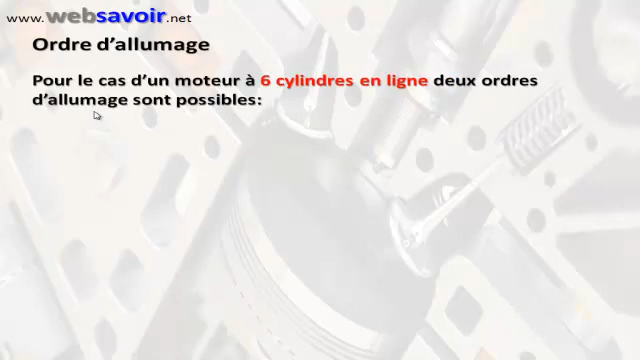 www.websavoir.net
Ordre d'allumage
Pour le cas d'un moteur à 6 cylindres en ligne deux ordres
d'allumage sont possibles: